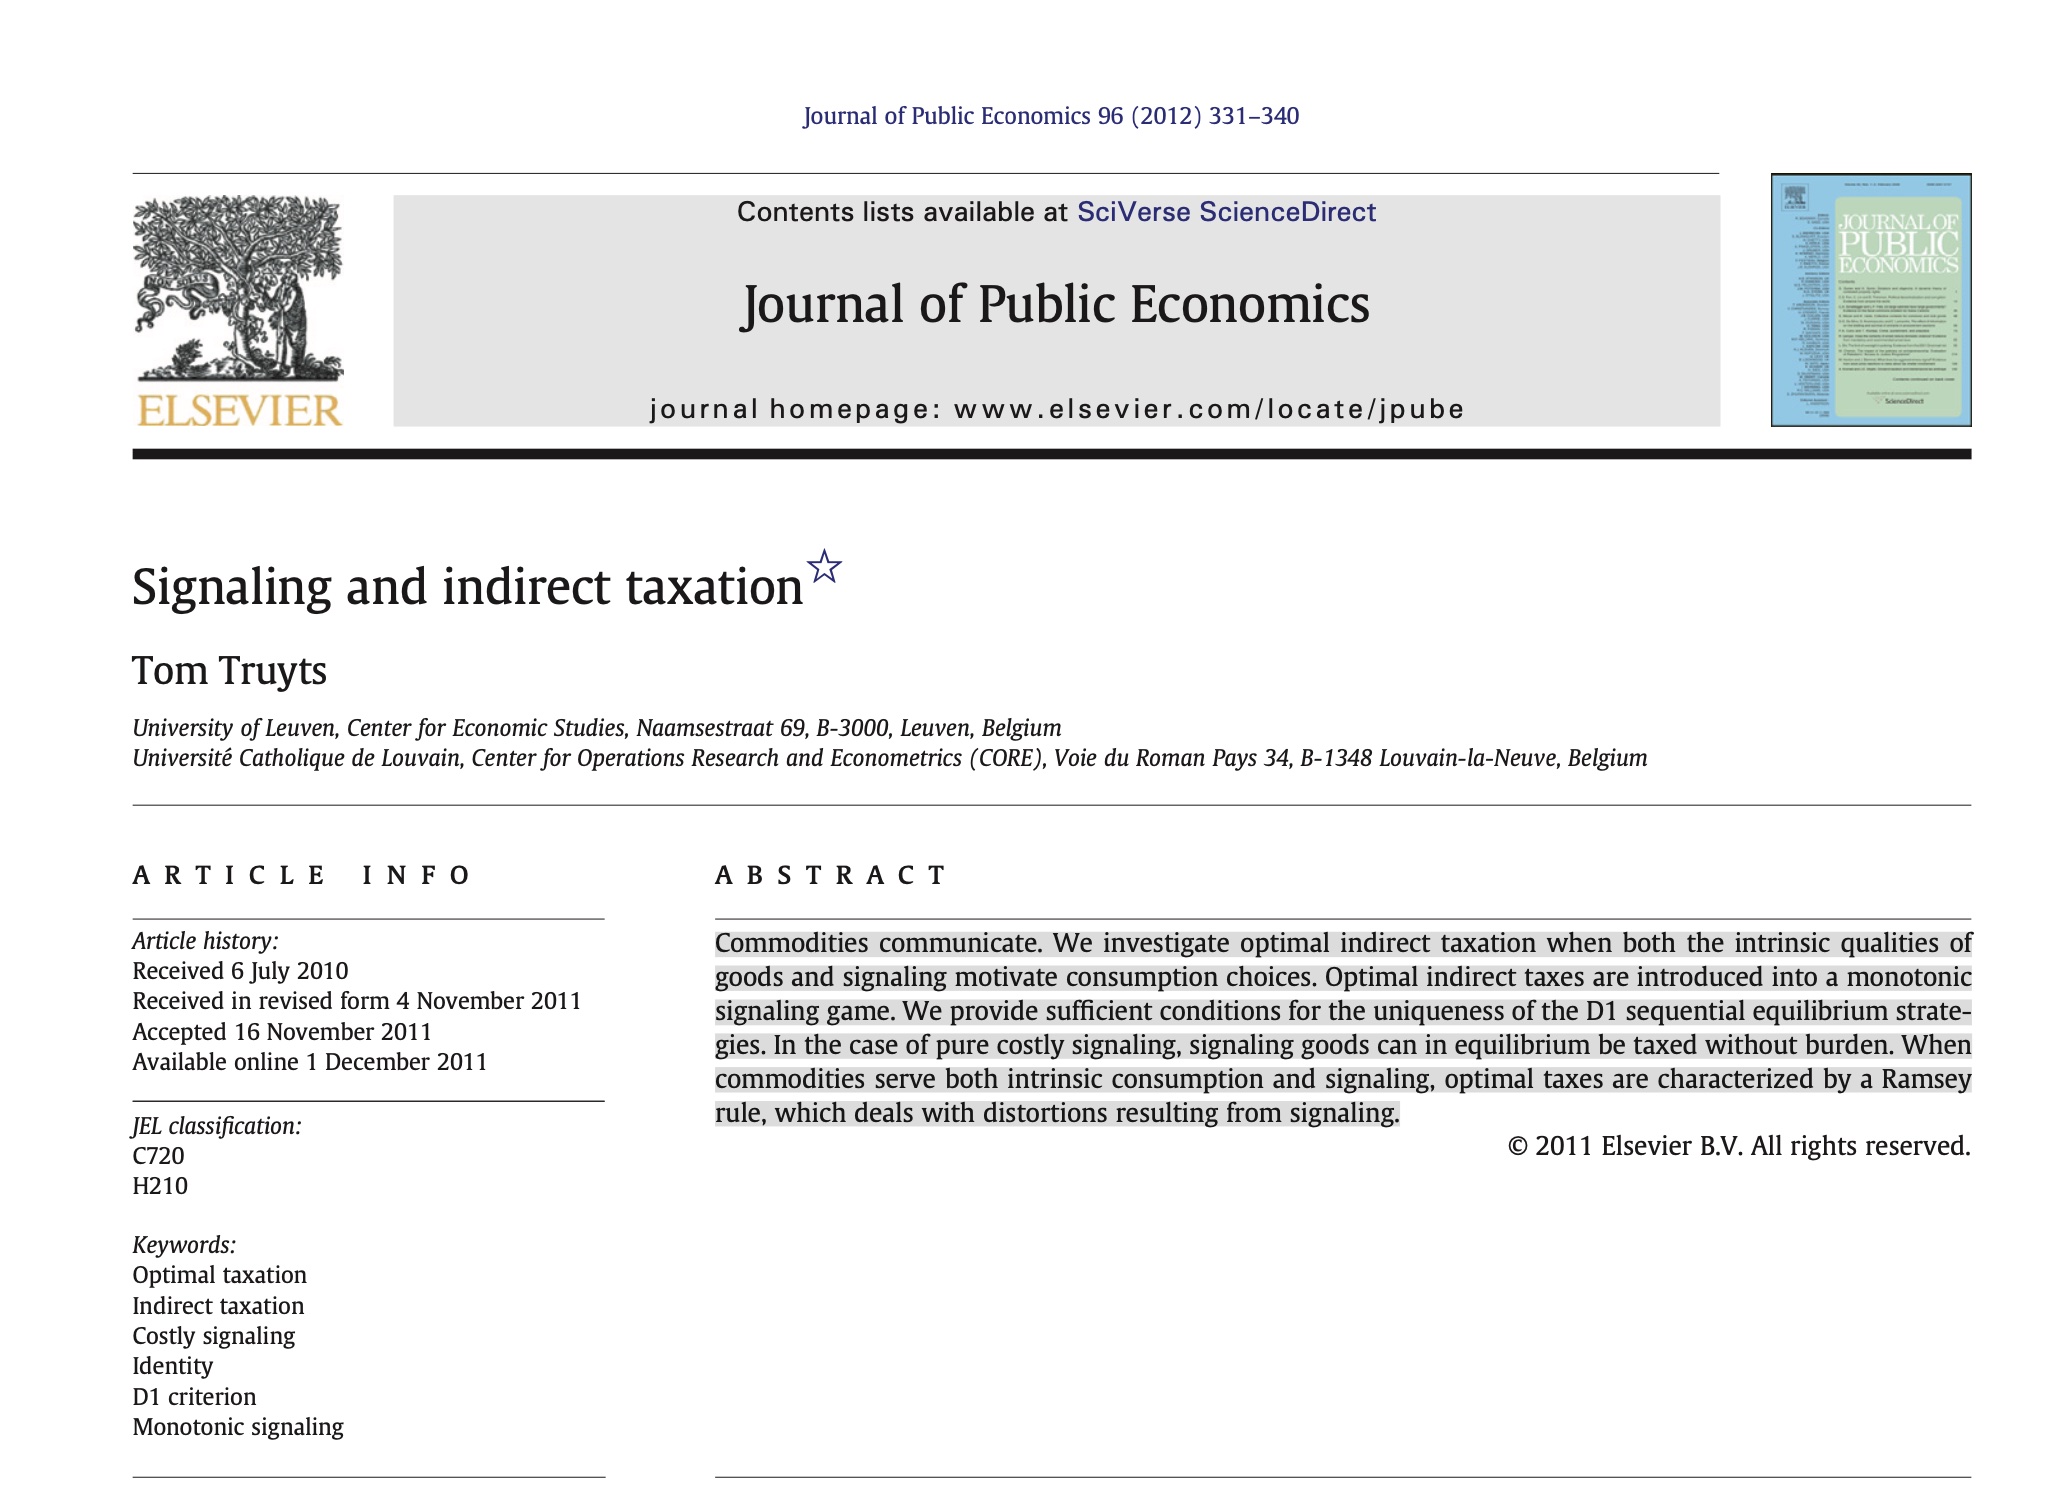 Journal of Public Economics 96 (2012) 331–340
Contents lists available at SciVerse ScienceDirect
Journal of Public Economics
journal homepage: www.elsevier.com/locate/jpube
ELSEVIER
JOURNAL OF
PUBLIC
ECONOMICS
ScienceDirect
Signaling and indirect taxation☆
Tom Truyts
University of Leuven, Center for Economic Studies, Naamsestraat 69, B-3000, Leuven, Belgium
Université Catholique de Louvain, Center for Operations Research and Econometrics (CORE), Voie du Roman Pays 34, B-1348 Louvain-la-Neuve, Belgium
ARTICLE INFO
Article history:
Received 6 July 2010
Received in revised form 4 November 2011
Accepted 16 November 2011
Available online 1 December 2011
JEL classification:
C720
H210
Keywords:
Optimal taxation
Indirect taxation
Costly signaling
Identity
D1 criterion
Monotonic signaling
ABSTRACT
Commodities communicate. We investigate optimal indirect taxation when both the intrinsic qualities of
goods and signaling motivate consumption choices. Optimal indirect taxes are introduced into a monotonic
signaling game. We provide sufficient conditions for the uniqueness of the D1 sequential equilibrium strate-
gies. In the case of pure costly signaling, signaling goods can in equilibrium be taxed without burden. When
commodities serve both intrinsic consumption and signaling, optimal taxes are characterized by a Ramsey
rule, which deals with distortions resulting from signaling.
© 2011 Elsevier B.V. All rights reserved.